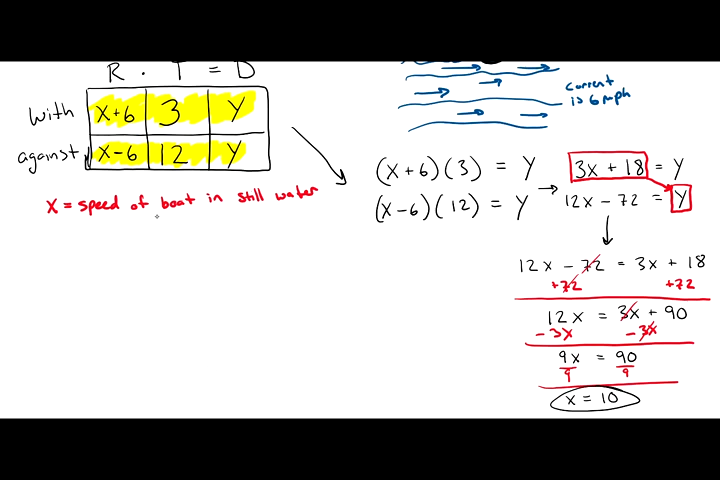 R · T = D
with x+6 3 y
against x-6 12 y
x = speed of boat in still water
current
is 6 mph
(x+6)(3) = y
(x-6)(12) = y
3x + 18 = y
12x - 72 = y
12x - 72 = 3x + 18
+72 +72
12x = 3x + 90
-3x -3x
9x = 90
9 9
x = 10